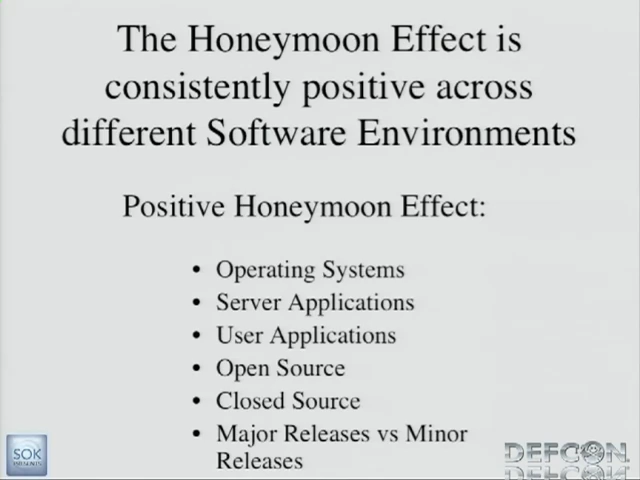 The Honeymoon Effect is
consistently positive across
different Software Environments
Positive Honeymoon Effect:
• Operating Systems
• Server Applications
• User Applications
• Open Source
• Closed Source
• Major Releases vs Minor
Releases
SOK
PRESENTS
DEFCON